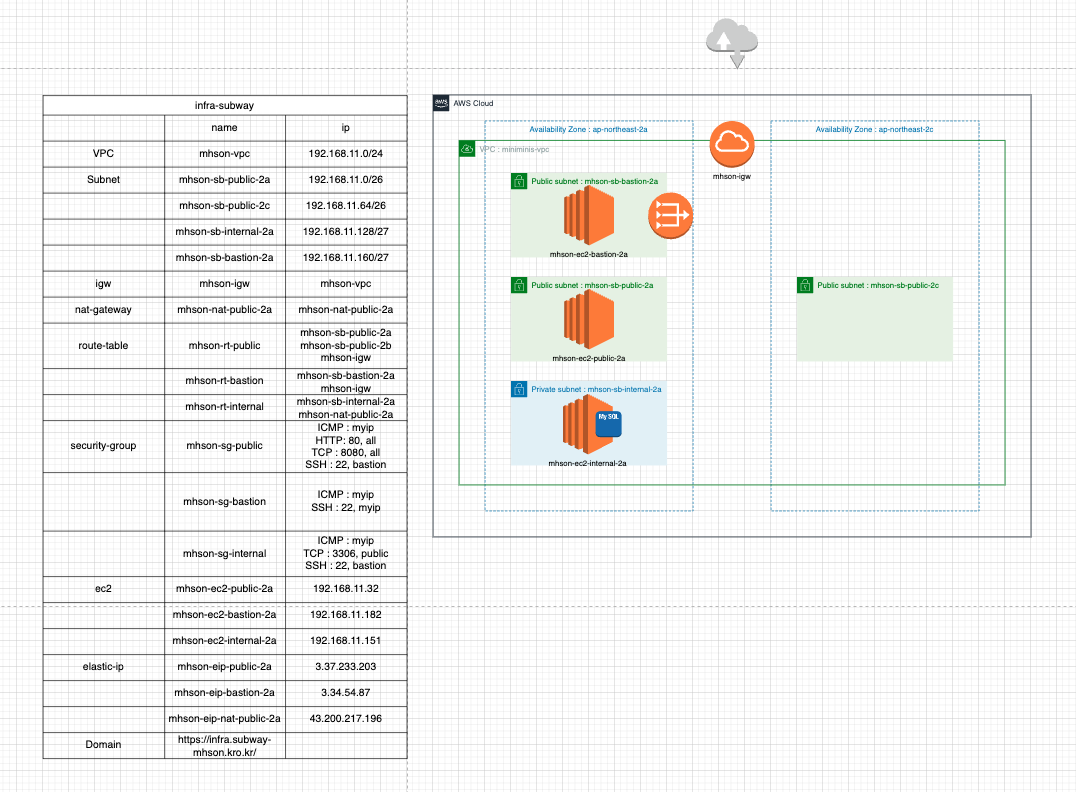 infra-subway
name ip
VPC mhson-vpc 192.168.11.0/24
Subnet mhson-sb-public-2a 192.168.11.0/26
mhson-sb-public-2c 192.168.11.64/26
mhson-sb-internal-2a 192.168.11.128/27
mhson-sb-bastion-2a 192.168.11.160/27
igw mhson-igw mhson-vpc
nat-gateway mhson-nat-public-2a mhson-nat-public-2a
route-table mhson-rt-public mhson-sb-public-2a
mhson-sb-public-2b
mhson-igw
mhson-rt-bastion mhson-sb-bastion-2a
mhson-igw
mhson-rt-internal mhson-sb-internal-2a
mhson-nat-public-2a
security-group mhson-sg-public ICMP : myip
HTTP: 80, all
TCP : 8080, all
SSH : 22, bastion
mhson-sg-bastion ICMP : myip
SSH : 22, myip
mhson-sg-internal ICMP : myip
TCP : 3306, public
SSH : 22, bastion
ec2 mhson-ec2-public-2a 192.168.11.32
mhson-ec2-bastion-2a 192.168.11.182
mhson-ec2-internal-2a 192.168.11.151
elastic-ip mhson-eip-public-2a 3.37.233.203
mhson-eip-bastion-2a 3.34.54.87
mhson-eip-nat-public-2a 43.200.217.196
Domain https://infra.subway-
mhson.kro.kr/
aws AWS Cloud
Availability Zone : ap-northeast-2a
Availability Zone : ap-northeast-2c
VPC : miniminis-vpc
mhson-igw
Public subnet : mhson-sb-bastion-2a
mhson-ec2-bastion-2a
Public subnet : mhson-sb-public-2a
mhson-ec2-public-2a
Public subnet : mhson-sb-public-2c
Private subnet : mhson-sb-internal-2a
My SQL
mhson-ec2-internal-2a